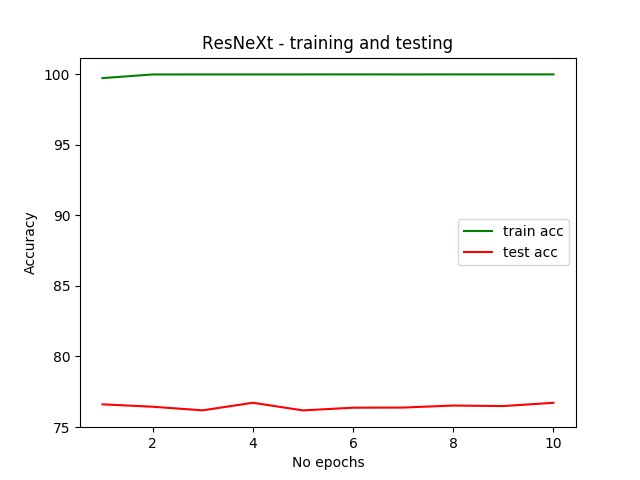 ResNeXt - training and testing
100
95
90
85
80
75
Accuracy
train acc
test acc
2 4 6 8 10
No epochs